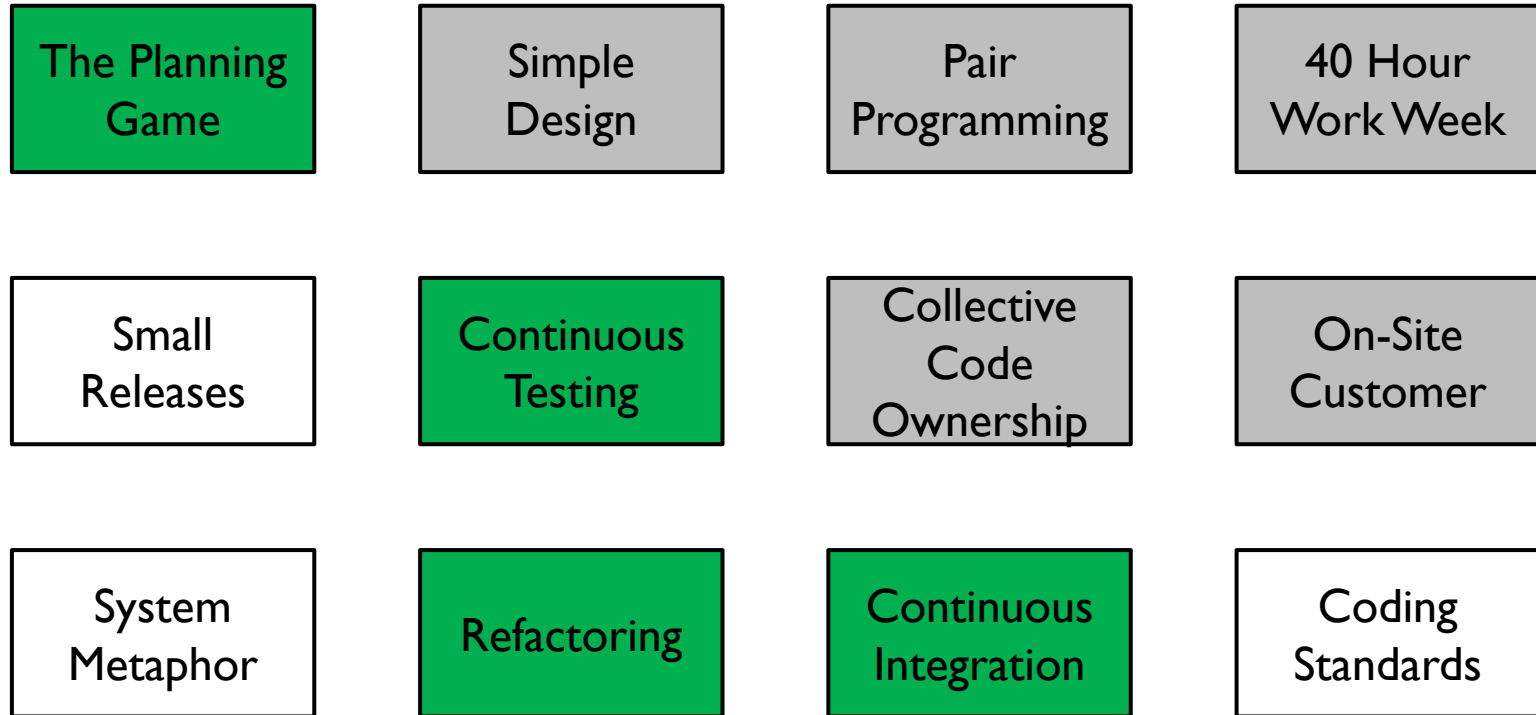 The Planning
Game
Simple
Design
Pair
Programming
40 Hour
Work Week
Small
Releases
Continuous
Testing
Collective
Code
Ownership
On-Site
Customer
System
Metaphor
Refactoring
Continuous
Integration
Coding
Standards